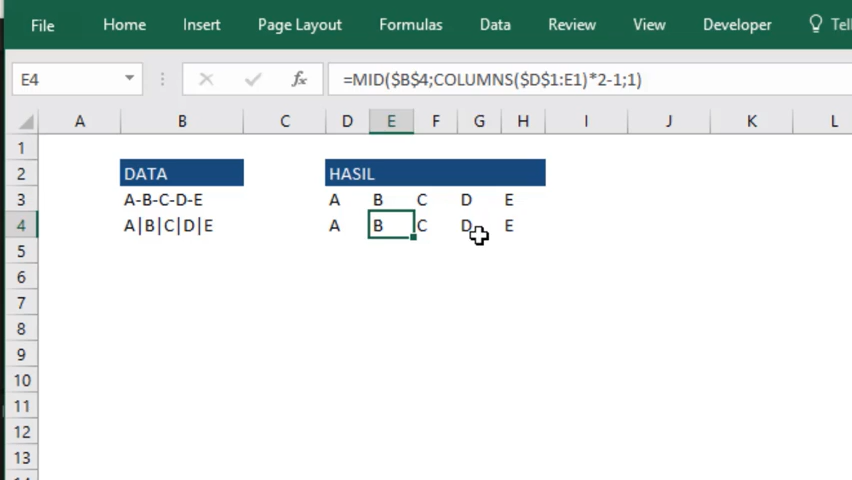 File Home Insert Page Layout Formulas Data Review View Developer Tell
E4 fx =MID($B$4;COLUMNS($D$1:E1)*2-1;1)
A B C D E F G H I J K L
1
2 DATA HASIL
3 A-B-C-D-E A B C D E
4 A|B|C|D|E A B C D E
5
6
7
8
9
10
11
12
13